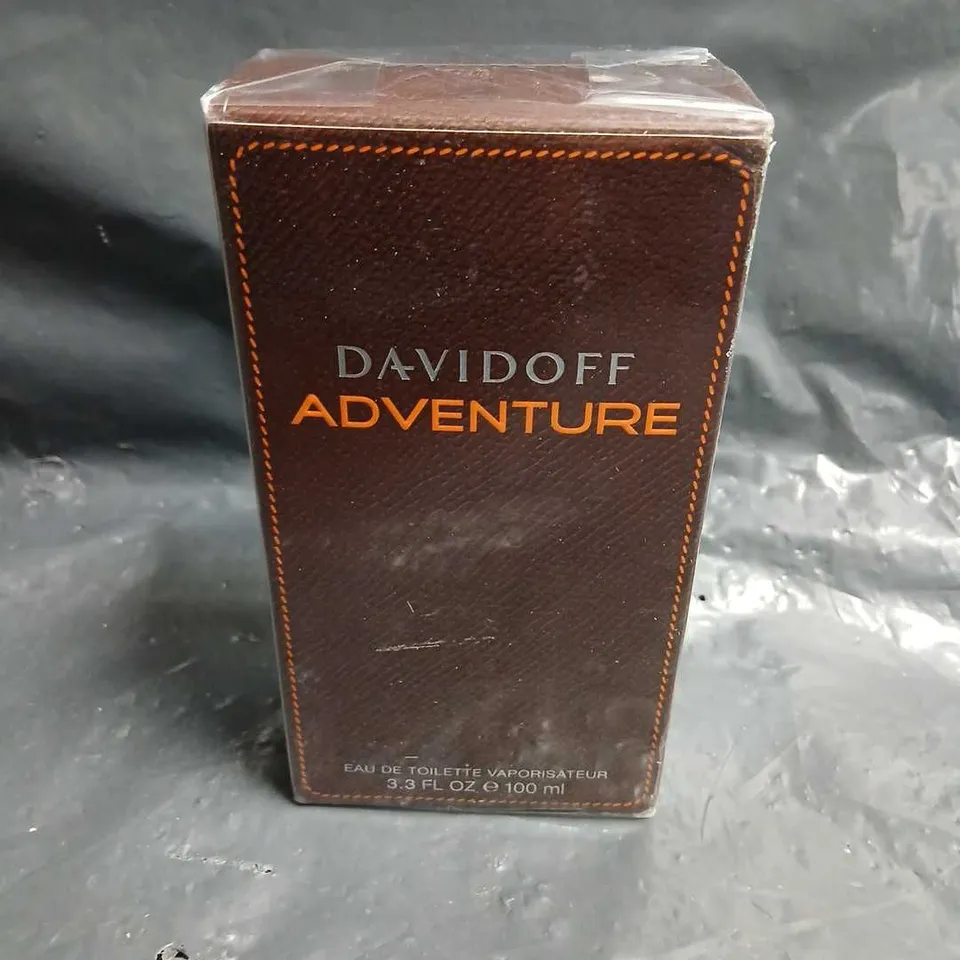 DAVIDOFF
ADVENTURE
EAU DE TOILETTE VAPORISATEUR
3.3 FL OZ ℮ 100 ml